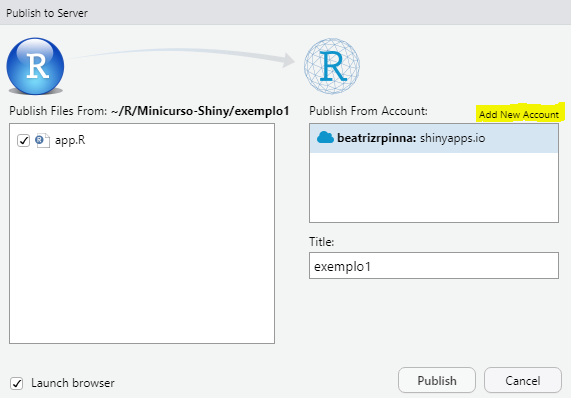 Publish to Server
R
R
Publish Files From: ~/R/Minicurso-Shiny/exemplo1
Publish From Account:
Add New Account
R app.R
beatrizrpinna: shinyapps.io
Title:
exemplo1
Launch browser
Publish
Cancel